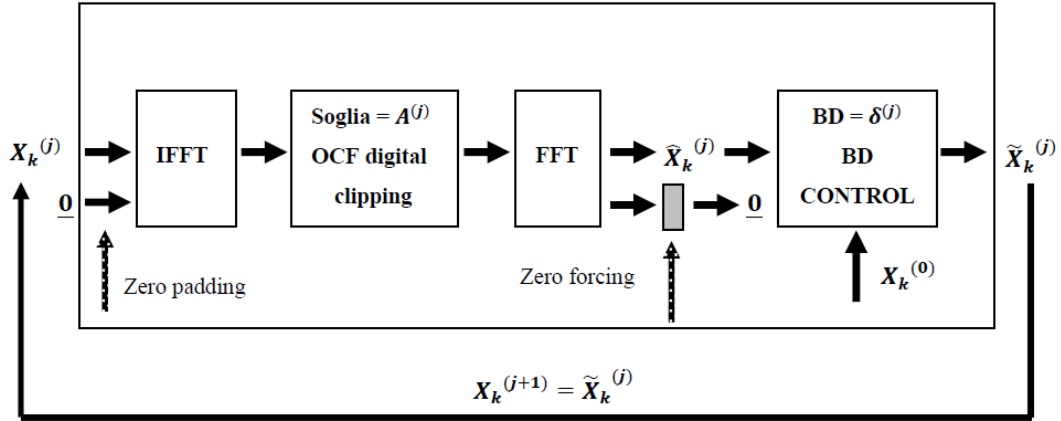 X_k^(j)
0
IFFT
Soglia = A^(j)
OCF digital
clipping
FFT
X̂_k^(j)
0
BD = δ^(j)
BD
CONTROL
X̃_k^(j)
Zero padding
Zero forcing
X_k^(0)
X_k^(j+1) = X̃_k^(j)